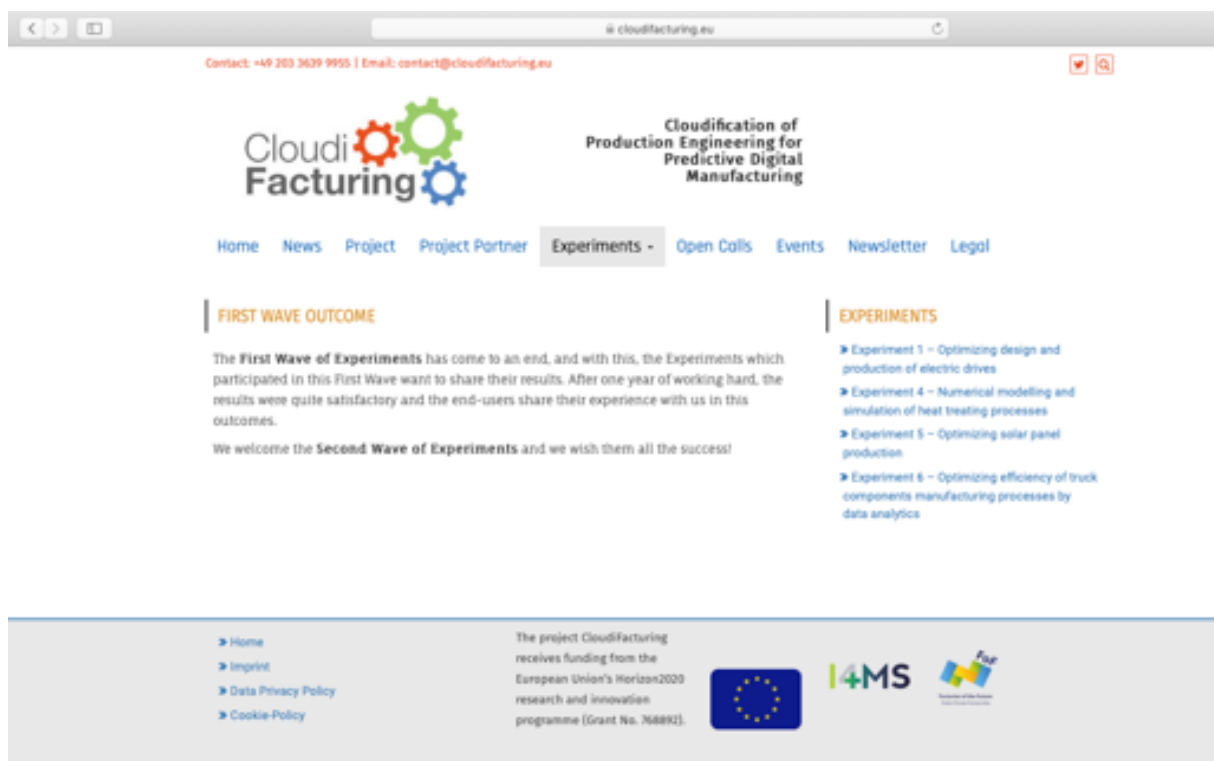 cloudifacturing.eu
Contact: +49 203 3639 9955 | Email: contact@cloudifacturing.eu
Cloudi
Facturing
Cloudification of
Production Engineering for
Predictive Digital
Manufacturing
Home News Project Project Partner Experiments Open Calls Events Newsletter Legal
FIRST WAVE OUTCOME
The First Wave of Experiments has come to an end, and with this, the Experiments which
participated in this First Wave want to share their results. After one year of working hard, the
results were quite satisfactory and the end-users share their experience with us in this
outcomes.
We welcome the Second Wave of Experiments and we wish them all the success!
EXPERIMENTS
Experiment 1 – Optimizing design and
production of electric drives
Experiment 4 – Numerical modelling and
simulation of heat treating processes
Experiment 5 – Optimizing solar panel
production
Experiment 6 – Optimizing efficiency of truck
components manufacturing processes by
data analytics
Home
Imprint
Data Privacy Policy
Cookie-Policy
The project CloudiFacturing
receives funding from the
European Union's Horizon2020
research and innovation
programme (Grant No. 768892).
I4MS
FoF